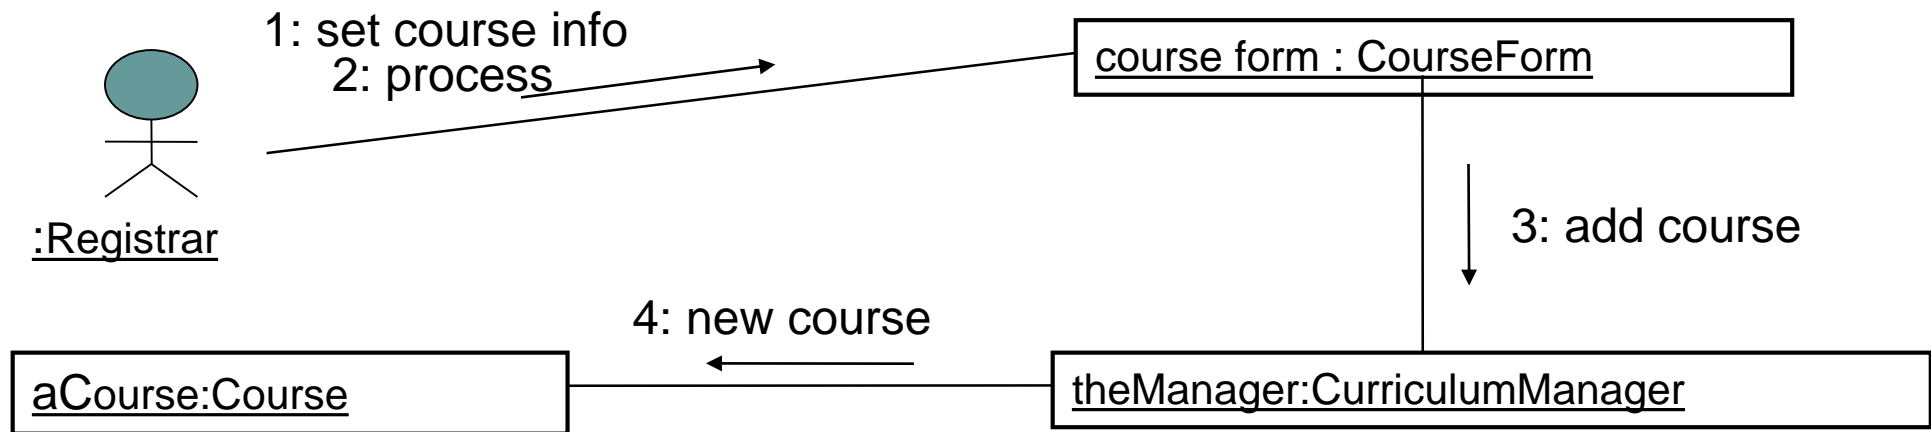 1: set course info
2: process
course form : CourseForm
:Registrar
3: add course
4: new course
aCourse:Course
theManager:CurriculumManager